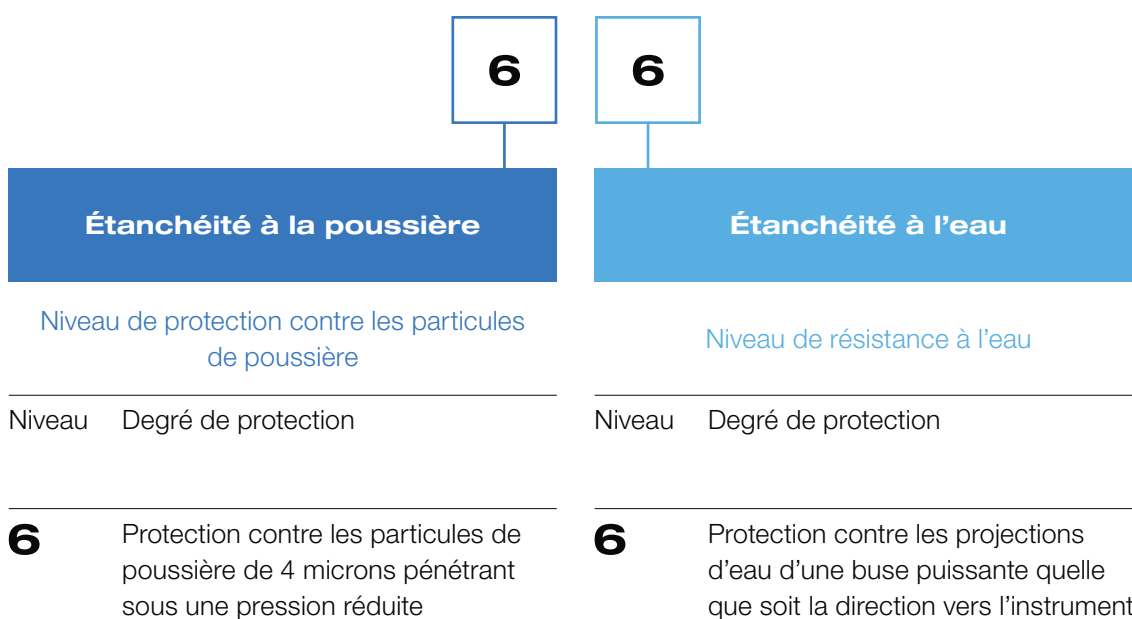 6
Étanchéité à la poussière
Niveau de protection contre les particules
de poussière
Niveau Degré de protection
6 Protection contre les particules de
poussière de 4 microns pénétrant
sous une pression réduite
6
Étanchéité à l’eau
Niveau de résistance à l’eau
Niveau Degré de protection
6 Protection contre les projections
d’eau d’une buse puissante quelle
que soit la direction vers l’instrument